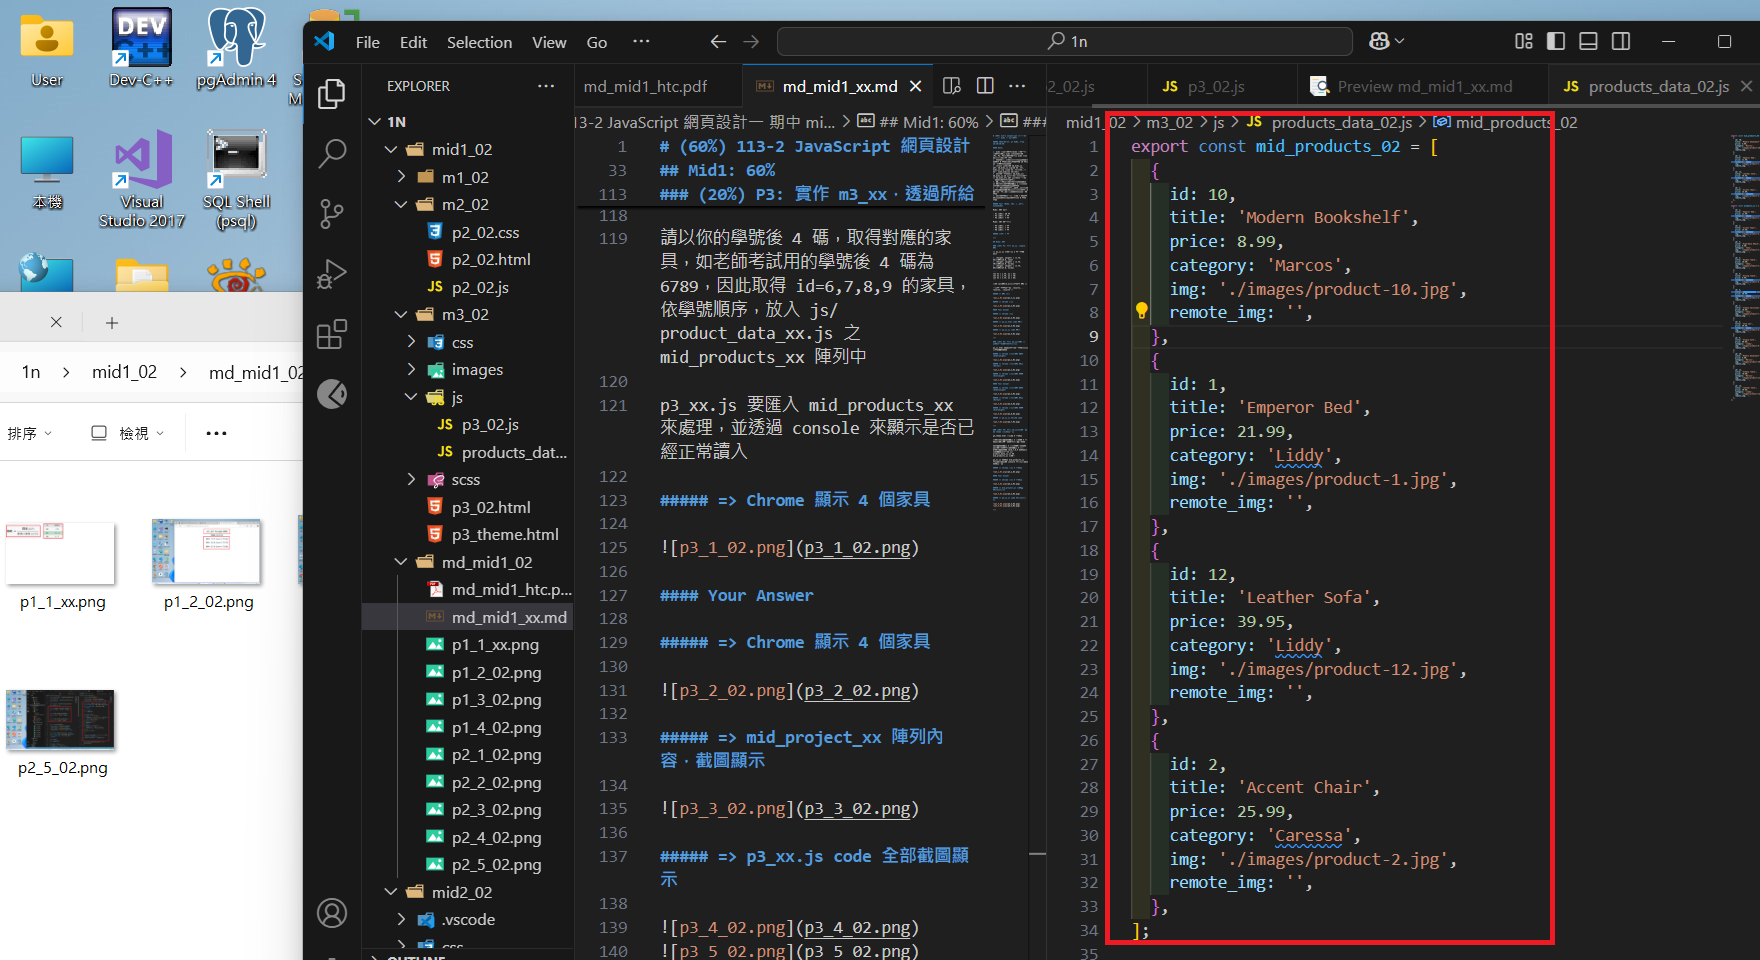 User
Dev-C++
pgAdmin 4
本機
Visual
Studio 2017
SQL Shell
(psql)
1n > mid1_02 > md_mid1_02
排序
檢視
p1_1_xx.png
p1_2_02.png
p2_5_02.png
File Edit Selection View Go ···
1n
EXPLORER
1N
mid1_02
m1_02
m2_02
p2_02.css
p2_02.html
p2_02.js
m3_02
css
images
js
p3_02.js
products_dat...
scss
p3_02.html
p3_theme.html
md_mid1_02
md_mid1_htc.p...
md_mid1_xx.md
p1_1_xx.png
p1_2_02.png
p1_3_02.png
p1_4_02.png
p2_1_02.png
p2_2_02.png
p2_3_02.png
p2_4_02.png
p2_5_02.png
mid2_02
.vscode
css
OUTLINE
md_mid1_htc.pdf
md_mid1_xx.md
13-2 JavaScript 網頁設計一 期中 mi... > ## Mid1: 60% > ###
1 # (60%) 113-2 JavaScript 網頁設計
33 ## Mid1: 60%
113 ### (20%) P3: 實作 m3_xx．透過所給
118
119 請以你的學號後 4 碼，取得對應的家
具，如老師考試用的學號後 4 碼為
6789，因此取得 id=6,7,8,9 的家具，
依學號順序，放入 js/
product_data_xx.js 之
mid_products_xx 陣列中
120
121 p3_xx.js 要匯入 mid_products_xx
來處理，並透過 console 來顯示是否已
經正常讀入
122
123 ##### => Chrome 顯示 4 個家具
124
125 ![p3_1_02.png](p3_1_02.png)
126
127 #### Your Answer
128
129 ##### => Chrome 顯示 4 個家具
130
131 ![p3_2_02.png](p3_2_02.png)
132
133 ##### => mid_project_xx 陣列內
容．截圖顯示
134
135 ![p3_3_02.png](p3_3_02.png)
136
137 ##### => p3_xx.js code 全部截圖顯
示
138
139 ![p3_4_02.png](p3_4_02.png)
140 ![p3_5_02.png](p3_5_02.png)
2_02.js
p3_02.js
Preview md_mid1_xx.md
products_data_02.js
mid1_02 > m3_02 > js > products_data_02.js > mid_products_02
1 export const mid_products_02 = [
2 {
3 id: 10,
4 title: 'Modern Bookshelf',
5 price: 8.99,
6 category: 'Marcos',
7 img: './images/product-10.jpg',
8 remote_img: '',
9 },
10 {
11 id: 1,
12 title: 'Emperor Bed',
13 price: 21.99,
14 category: 'Liddy',
15 img: './images/product-1.jpg',
16 remote_img: '',
17 },
18 {
19 id: 12,
20 title: 'Leather Sofa',
21 price: 39.95,
22 category: 'Liddy',
23 img: './images/product-12.jpg',
24 remote_img: '',
25 },
26 {
27 id: 2,
28 title: 'Accent Chair',
29 price: 25.99,
30 category: 'Caressa',
31 img: './images/product-2.jpg',
32 remote_img: '',
33 },
34 ];
35